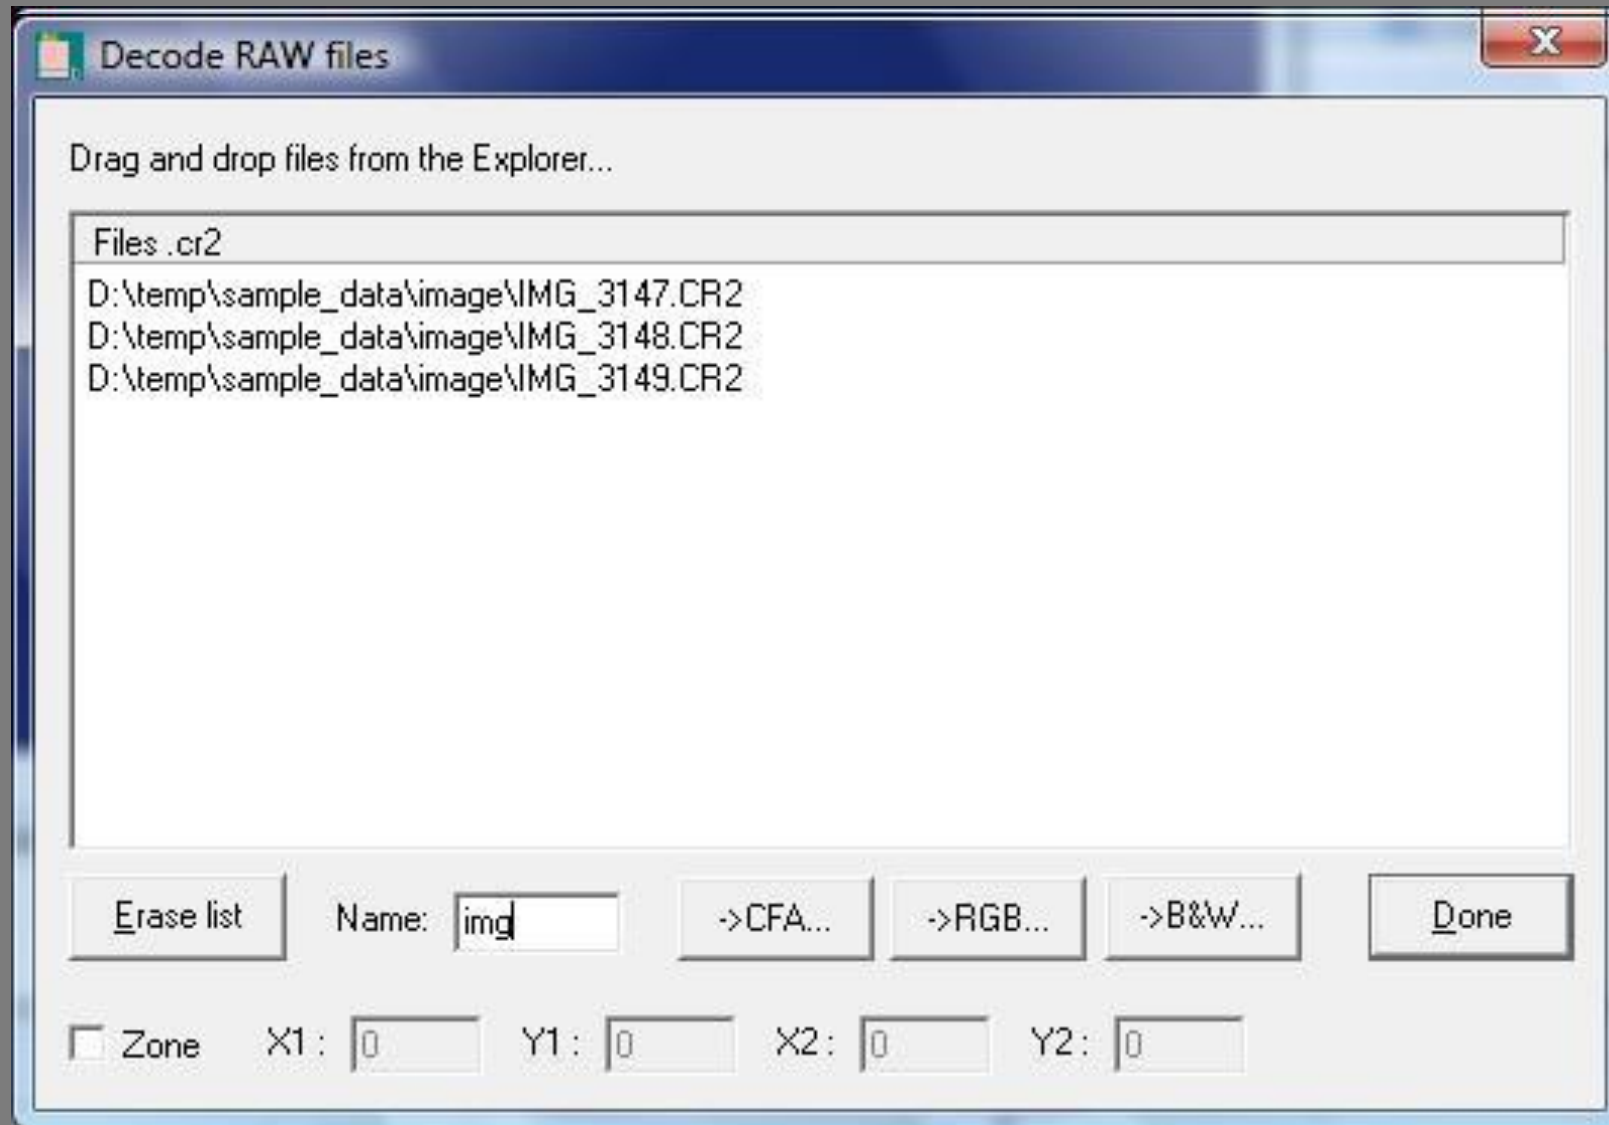 Decode RAW files
X
Drag and drop files from the Explorer...
Files .cr2
D:\temp\sample_data\image\IMG_3147.CR2
D:\temp\sample_data\image\IMG_3148.CR2
D:\temp\sample_data\image\IMG_3149.CR2
Erase list Name: img ->CFA... ->RGB... ->B&W... Done
Zone X1 : 0 Y1 : 0 X2 : 0 Y2 : 0